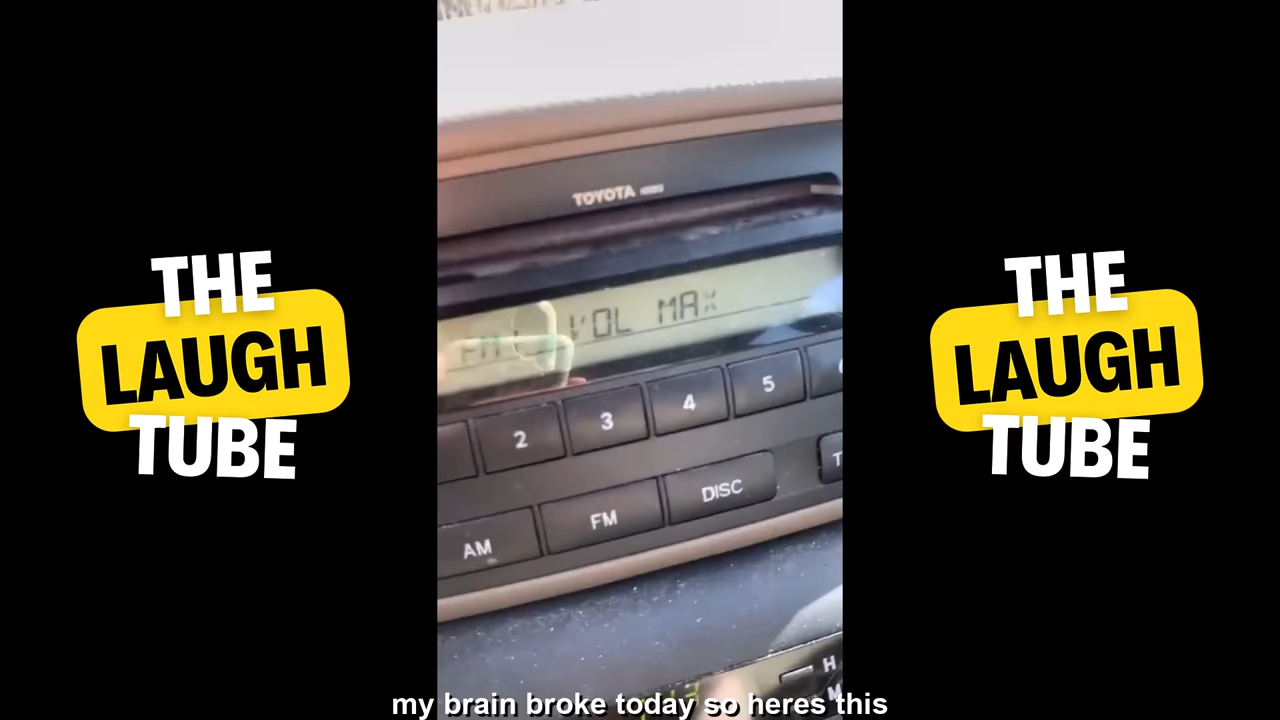 THE
LAUGH
TUBE
TOYOTA
VOL MAX
2 3 4 5
DISC
AM FM
H
M
THE
LAUGH
TUBE
my brain broke today so heres this